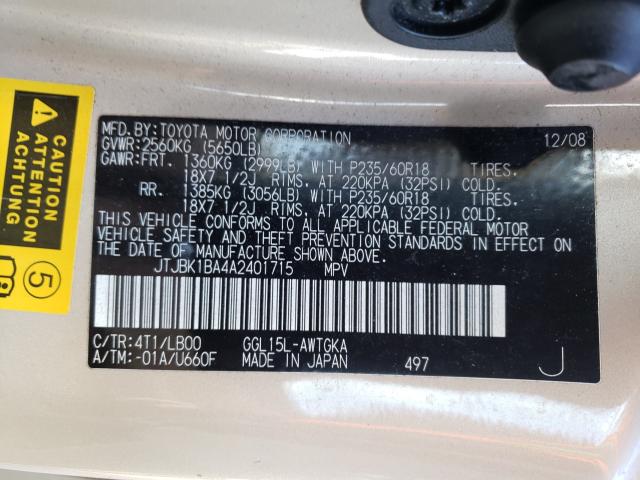 CAUTION
ACHTUNG
5
MFD.BY:TOYOTA MOTOR CORPORATION 12/08
GVWR:2560KG (5650LB)
GAWR:FRT. 1360KG (2999LB) WITH P235/60R18 TIRES.
18X7 1/2J RIMS, AT 220KPA (32PSI) COLD.
RR. 1385KG (3056LB) WITH P235/60R18 TIRES.
18X7 1/2J RIMS, AT 220KPA (32PSI) COLD.
THIS VEHICLE CONFORMS TO ALL APPLICABLE FEDERAL MOTOR
VEHICLE SAFETY AND THEFT PREVENTION STANDARDS IN EFFECT ON
THE DATE OF MANUFACTURE SHOWN ABOVE.
JTJBK1BA4A2401715 MPV
C/TR:4T1/LB00 GGL15L-AWTGKA
A/TM:-01A/U660F MADE IN JAPAN 497 J